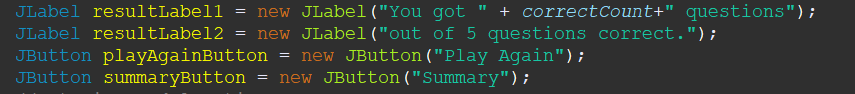 JLabel resultLabel1 = new JLabel("You got " + correctCount+" questions");
JLabel resultLabel2 = new JLabel("out of 5 questions correct.");
JButton playAgainButton = new JButton("Play Again");
JButton summaryButton = new JButton("Summary");